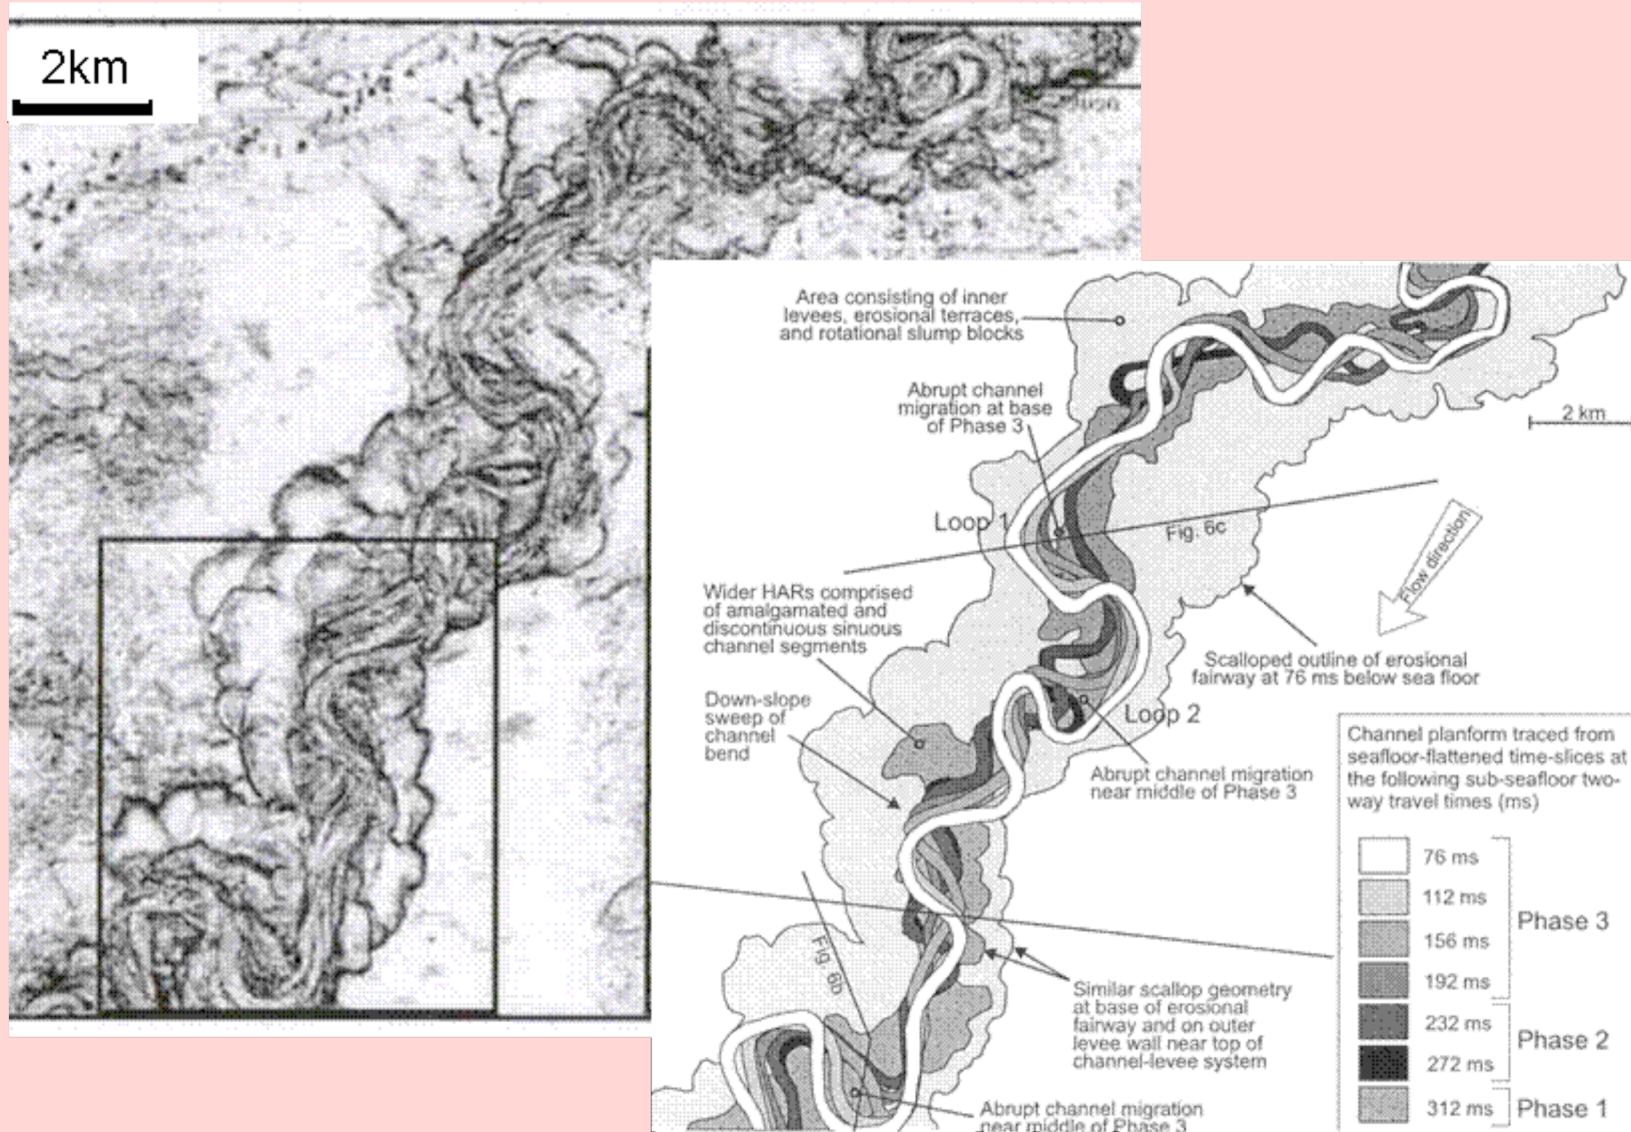 2km
Area consisting of inner
levees, erosional terraces,
and rotational slump blocks
Abrupt channel
migration at base
of Phase 3
2 km
Loop 1
Fig. 6c
Flow direction
Wider HARs comprised
of amalgamated and
discontinuous sinuous
channel segments
Scalloped outline of erosional
fairway at 76 ms below sea floor
Down-slope
sweep of
channel
bend
Loop 2
Abrupt channel migration
near middle of Phase 3
Fig. 6b
Similar scallop geometry
at base of erosional
fairway and on outer
levee wall near top of
channel-levee system
Abrupt channel migration
near middle of Phase 3
Channel planform traced from
seafloor-flattened time-slices at
the following sub-seafloor two-
way travel times (ms)
76 ms
112 ms
156 ms
192 ms
Phase 3
232 ms
272 ms
Phase 2
312 ms
Phase 1